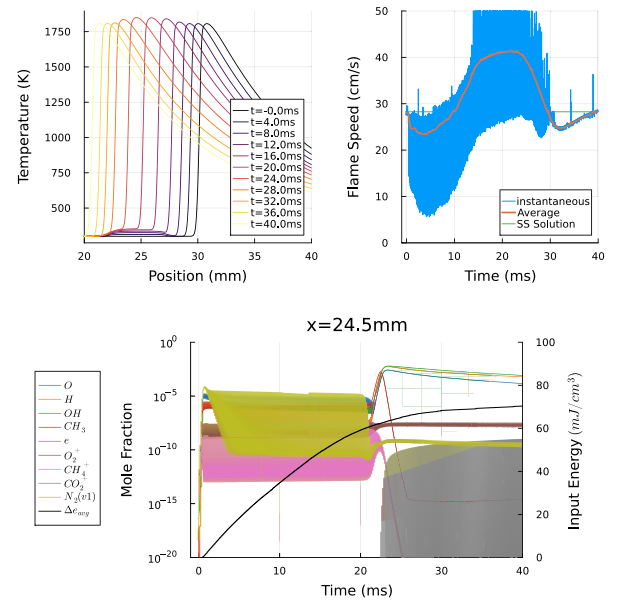 Temperature (K)
1750
1500
1250
1000
750
500
20
25
30
35
40
Position (mm)
t=-0.0ms
t=4.0ms
t=8.0ms
t=12.0ms
t=16.0ms
t=20.0ms
t=24.0ms
t=28.0ms
t=32.0ms
t=36.0ms
t=40.0ms
Flame Speed (cm/s)
50
40
30
20
10
0
0
10
20
30
40
Time (ms)
instantaneous
Average
SS Solution
x=24.5mm
O
H
OH
CH₃
e
O₂⁺
CH₄⁺
CO₂⁺
N₂(v1)
Δe_avg
Mole Fraction
10⁰
10⁻⁵
10⁻¹⁰
10⁻¹⁵
10⁻²⁰
0
10
20
30
40
Time (ms)
100
80
60
40
20
0
Input Energy (mJ/cm³)